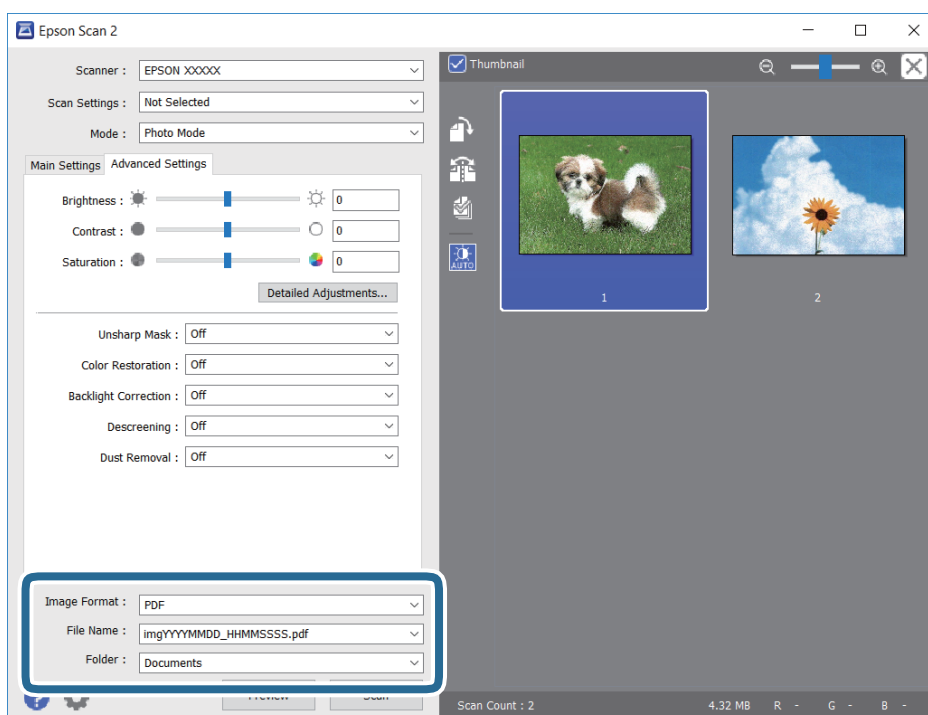 Epson Scan 2
Scanner : EPSON XXXXX
Scan Settings : Not Selected
Mode : Photo Mode
Main Settings Advanced Settings
Brightness : 0
Contrast : 0
Saturation : 0
Detailed Adjustments...
Unsharp Mask : Off
Color Restoration : Off
Backlight Correction : Off
Descreening : Off
Dust Removal : Off
Image Format : PDF
File Name : imgYYYYMMDD_HHMMSSSS.pdf
Folder : Documents
Preview Scan
Thumbnail
AUTO
1 2
Scan Count : 2 4.32 MB R - G - B -